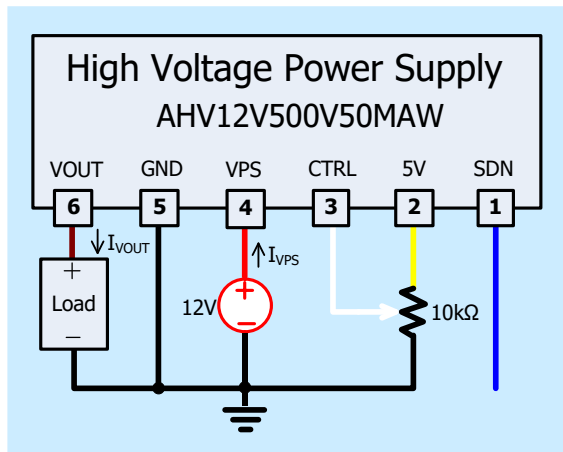 High Voltage Power Supply
AHV12V500V50MAW
VOUT GND VPS CTRL 5V SDN
6 5 4 3 2 1
IVOUT IVPS
+
Load
−
12V
+
−
10kΩ